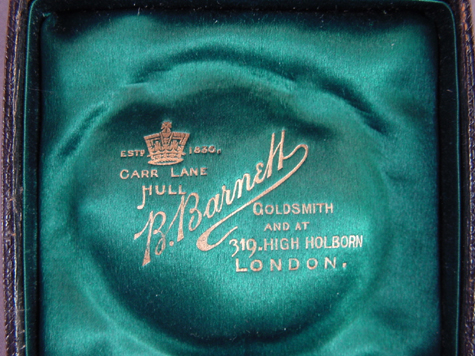 ESTD 1830.
CARR LANE
HULL
B. Barnett
GOLDSMITH
AND AT
319. HIGH HOLBORN
LONDON.